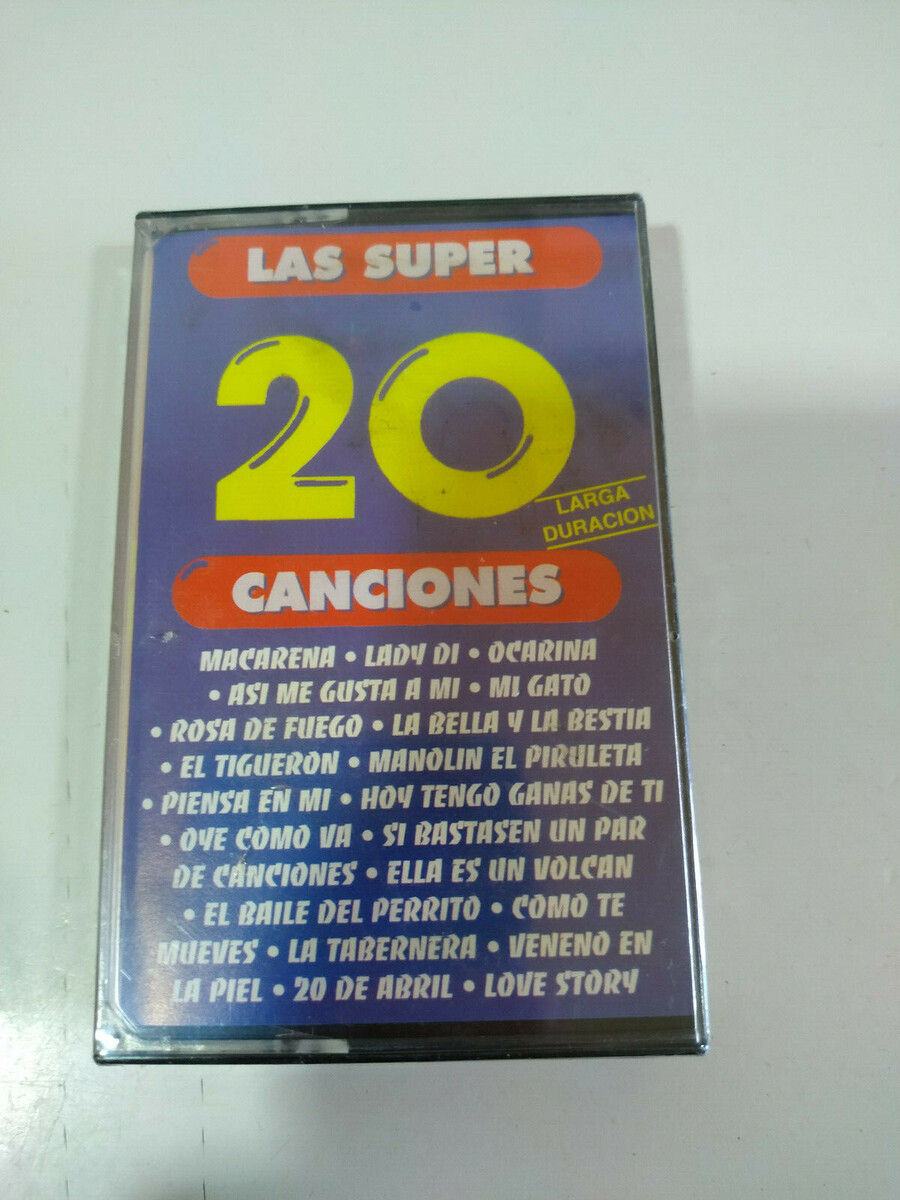 LAS SUPER
20
LARGA
DURACION
CANCIONES
MACARENA • LADY DI • OCARINA
• ASI ME GUSTA A MI • MI GATO
• ROSA DE FUEGO • LA BELLA Y LA BESTIA
• EL TIGUERON • MANOLIN EL PIRULETA
• PIENSA EN MI • HOY TENGO GANAS DE TI
• OYE COMO VA • SI BASTASEN UN PAR
DE CANCIONES • ELLA ES UN VOLCAN
• EL BAILE DEL PERRITO • COMO TE
MUEVES • LA TABERNERA • VENENO EN
LA PIEL • 20 DE ABRIL • LOVE STORY